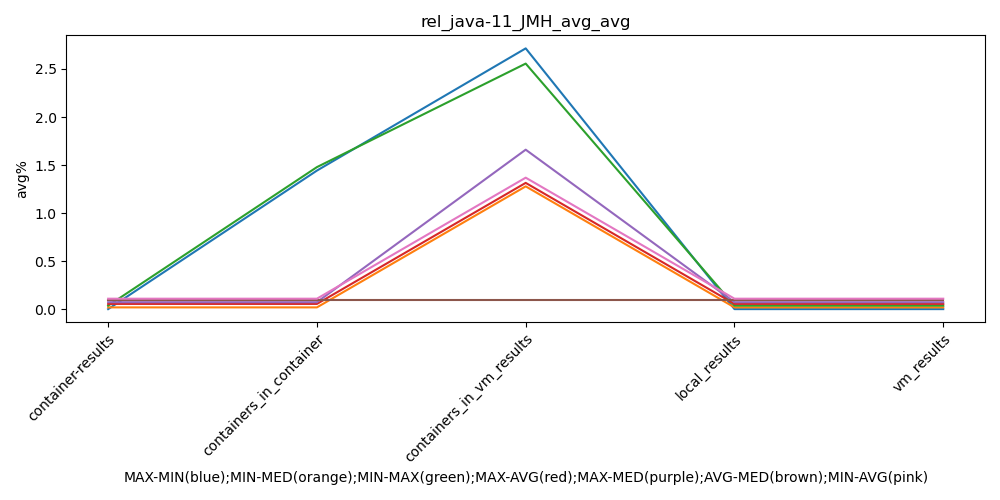 rel_java-11_JMH_avg_avg
avg%
2.5
2.0
1.5
1.0
0.5
0.0
container-results
containers_in_container
containers_in_vm_results
local_results
vm_results
MAX-MIN(blue);MIN-MED(orange);MIN-MAX(green);MAX-AVG(red);MAX-MED(purple);AVG-MED(brown);MIN-AVG(pink)